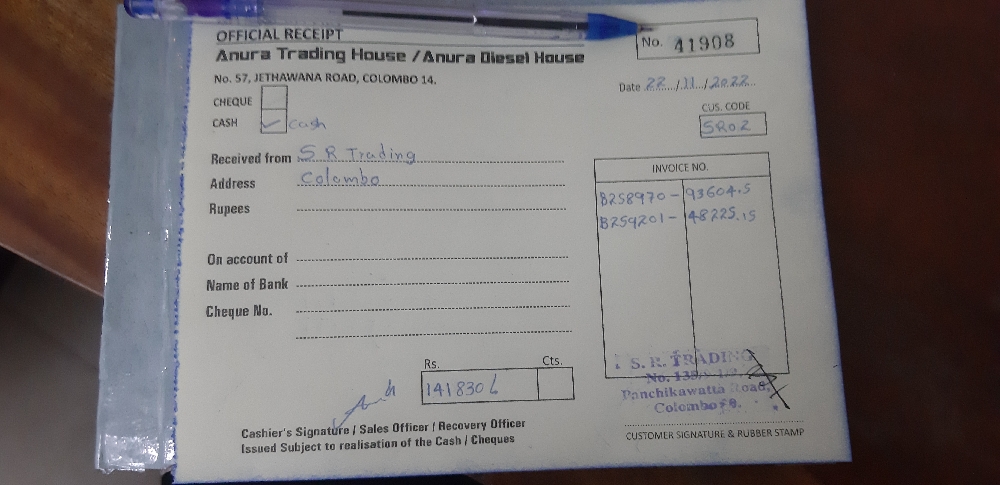 OFFICIAL RECEIPT
No. 41908
Anura Trading House / Anura Diesel House
No. 57, JETHAWANA ROAD, COLOMBO 14.
Date 22/11/2022
CHEQUE
CUS. CODE
CASH Cash
SR02
Received from S R Trading
INVOICE NO.
Address Colombo
B258970 - 93604.5
Rupees
B259201 - 48225.15
On account of
Name of Bank
Cheque No.
Rs. Cts.
141830
S. R. TRADING
Panchikawatta Road,
Colombo
Cashier's Signature / Sales Officer / Recovery Officer
Issued Subject to realisation of the Cash / Cheques
CUSTOMER SIGNATURE & RUBBER STAMP